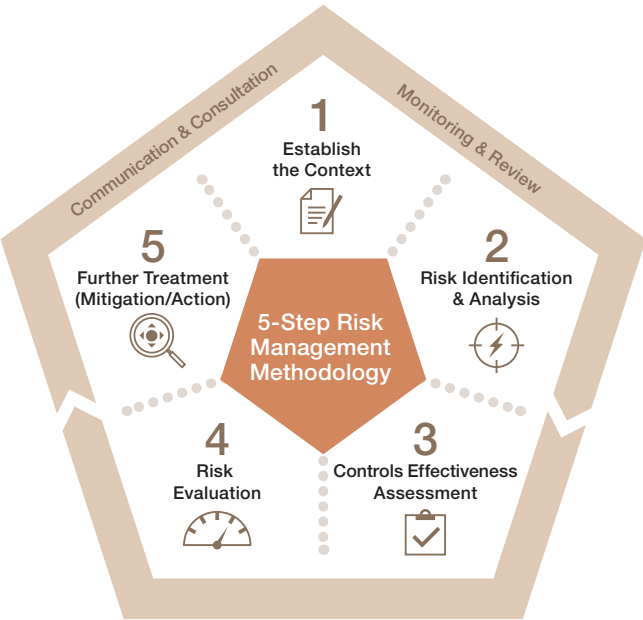 Communication & Consultation
Monitoring & Review
1
Establish
the Context
2
Risk Identification
& Analysis
3
Controls Effectiveness
Assessment
4
Risk
Evaluation
5
Further Treatment
(Mitigation/Action)
5-Step Risk
Management
Methodology